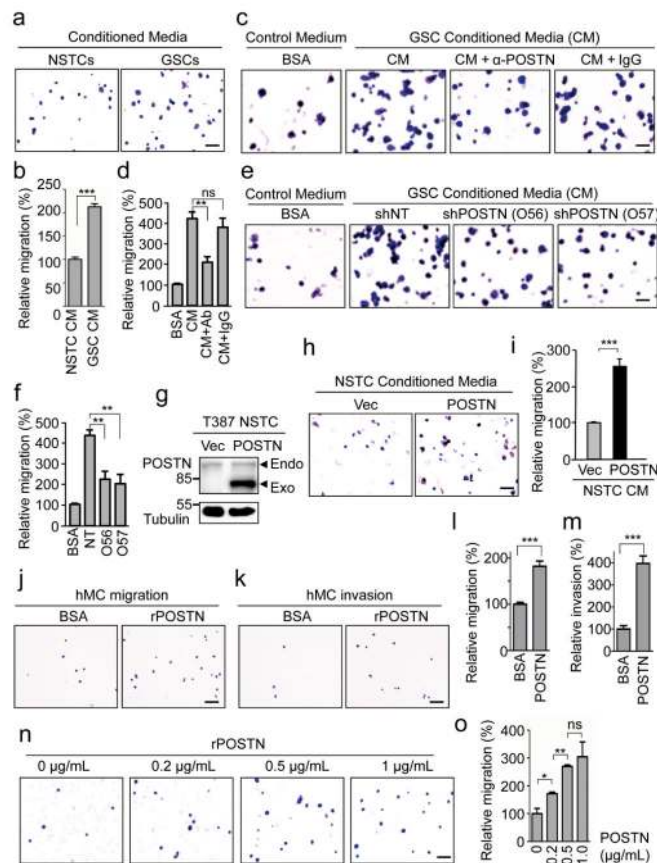 a
Conditioned Media
NSTCs GSCs
b
Relative migration (%)
250
200
150
100
50
0
***
NSTC CM
GSC CM
c
Control Medium GSC Conditioned Media (CM)
BSA CM CM + α-POSTN CM + IgG
d
Relative migration (%)
500
400
300
200
100
0
ns
**
BSA
CM
CM+Ab
CM+IgG
e
Control Medium GSC Conditioned Media (CM)
BSA shNT shPOSTN (O56) shPOSTN (O57)
f
Relative migration (%)
500
400
300
200
100
0
**
**
BSA
NT
O56
O57
g
T387 NSTC
Vec POSTN
POSTN
85
Endo
Exo
55
Tubulin
h
NSTC Conditioned Media
Vec POSTN
i
Relative migration (%)
300
200
100
0
***
Vec POSTN
NSTC CM
j
hMC migration
BSA rPOSTN
k
hMC invasion
BSA rPOSTN
l
Relative migration (%)
200
100
0
***
BSA
POSTN
m
Relative invasion (%)
400
300
200
100
0
***
BSA
POSTN
n
rPOSTN
0 µg/mL 0.2 µg/mL 0.5 µg/mL 1 µg/mL
o
Relative migration (%)
400
300
200
100
0
*
**
ns
0
0.2
0.5
1.0
POSTN
(µg/mL)